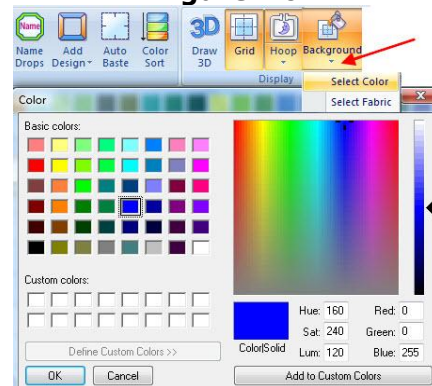 Name
Name Drops
Add Design
Auto Baste
Color Sort
3D
Draw 3D
Grid
Hoop
Background
Display
Select Color
Select Fabric
Color
X
Basic colors:
Custom colors:
Define Custom Colors >>
OK
Cancel
Color|Solid
Hue: 160
Sat: 240
Lum: 120
Red: 0
Green: 0
Blue: 255
Add to Custom Colors